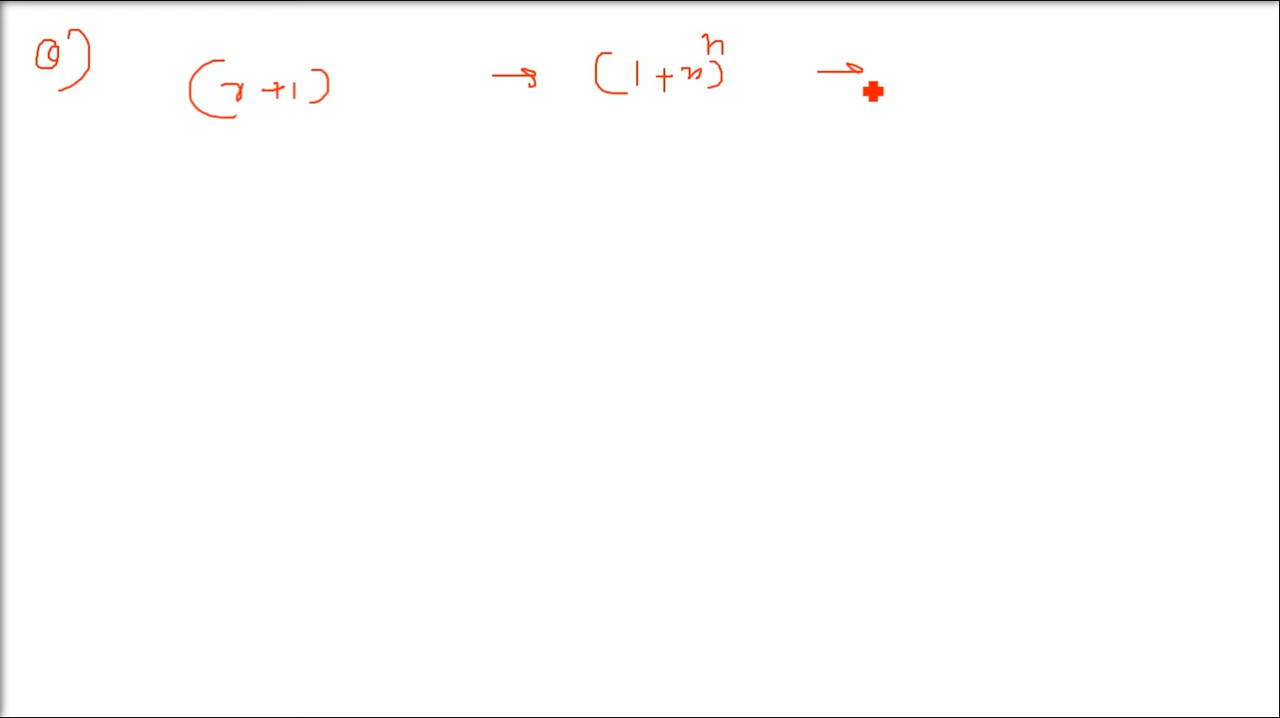 Q) (r+1) → (1+x)^n →